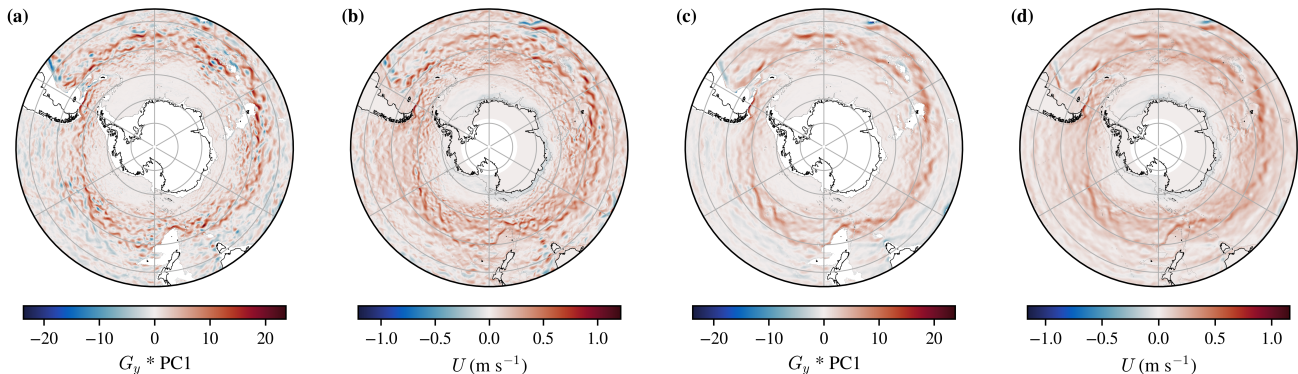 (a) (b) (c) (d)
−20 −10 0 10 20 −1.0 −0.5 0.0 0.5 1.0 −20 −10 0 10 20 −1.0 −0.5 0.0 0.5 1.0
G_y * PC1 U (m s⁻¹) G_y * PC1 U (m s⁻¹)